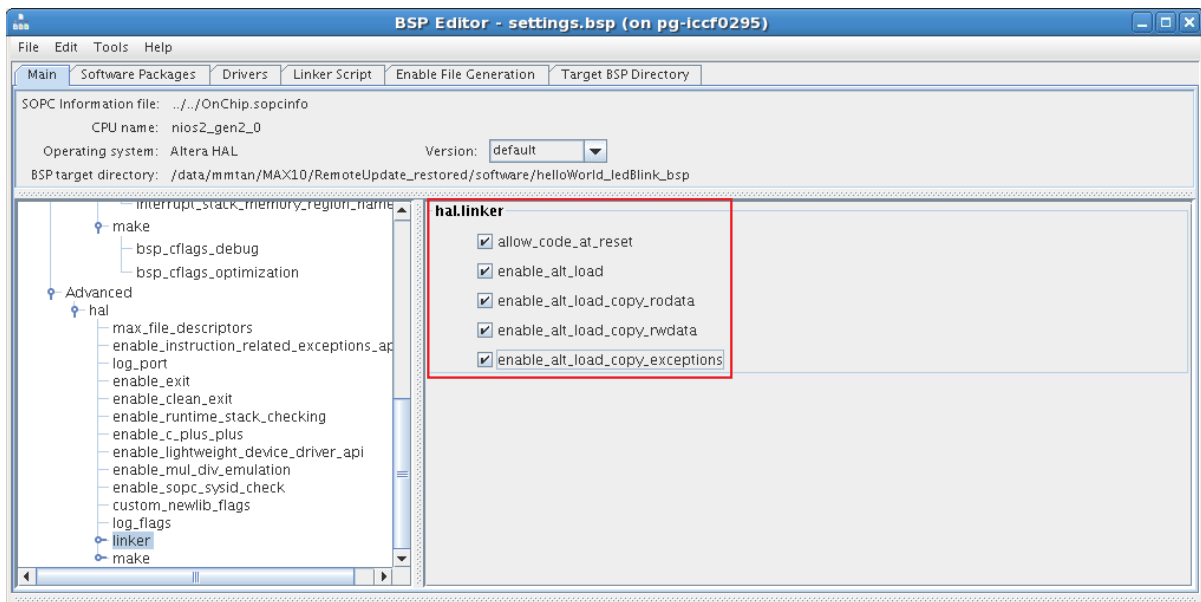 BSP Editor - settings.bsp (on pg-iccf0295)
File Edit Tools Help
Main Software Packages Drivers Linker Script Enable File Generation Target BSP Directory
SOPC Information file: ../../OnChip.sopcinfo
CPU name: nios2_gen2_0
Operating system: Altera HAL Version: default
BSP target directory: /data/mmtan/MAX10/RemoteUpdate_restored/software/helloWorld_ledBlink_bsp
interrupt_stack_memory_region_name
make
bsp_cflags_debug
bsp_cflags_optimization
Advanced
hal
max_file_descriptors
enable_instruction_related_exceptions_ap
log_port
enable_exit
enable_clean_exit
enable_runtime_stack_checking
enable_c_plus_plus
enable_lightweight_device_driver_api
enable_mul_div_emulation
enable_sopc_sysid_check
custom_newlib_flags
log_flags
linker
make
hal.linker
allow_code_at_reset
enable_alt_load
enable_alt_load_copy_rodata
enable_alt_load_copy_rwdata
enable_alt_load_copy_exceptions